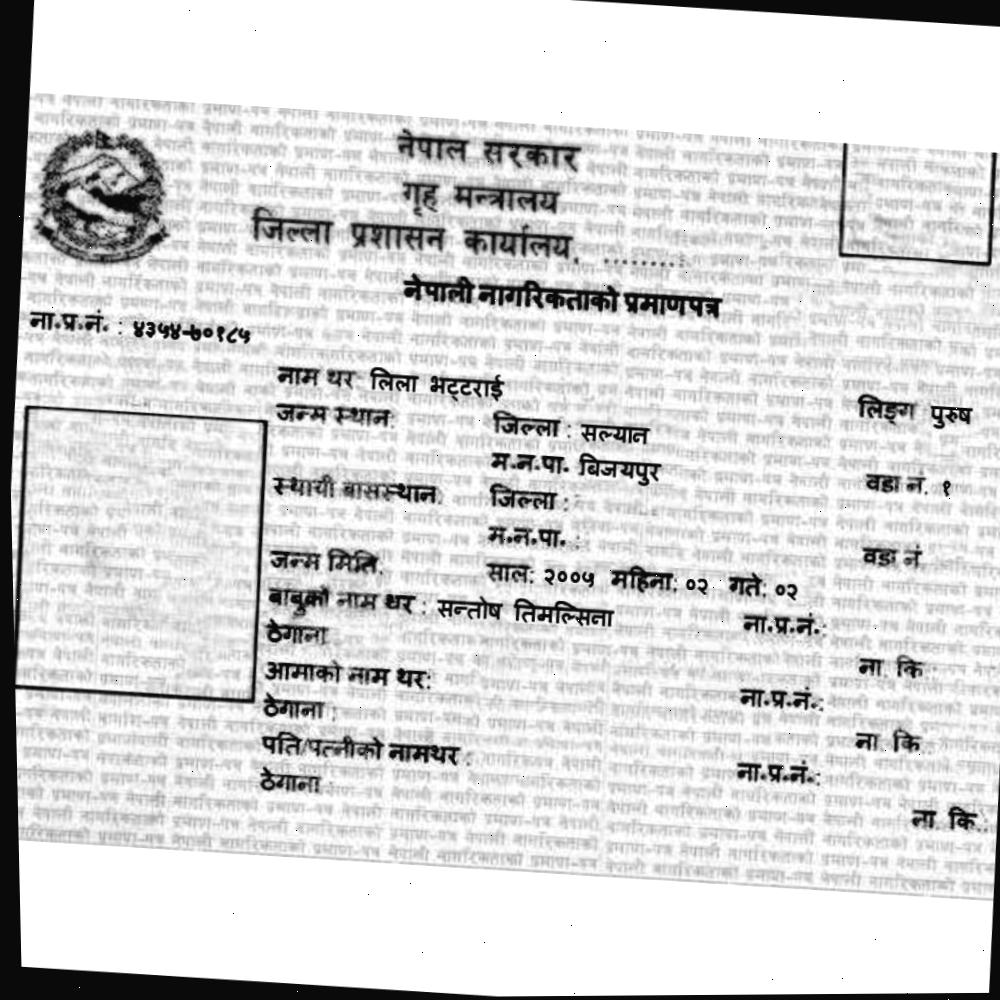 नेपाल सरकार
गृह मन्त्रालय
जिल्ला प्रशासन कार्यालय, .........
नेपाली नागरिकताको प्रमाणपत्र
ना.प्र.नं. : ४३५४-७०१८५
नाम थर: लिला भट्टराई लिङ्ग पुरुष
जन्म स्थान: जिल्ला : सल्यान
म.न.पा. बिजयपुर वडा नं. १
स्थायी बासस्थान: जिल्ला :
म.न.पा. : वडा नं.
जन्म मिति: साल: २००५ महिना: ०२ गते: ०२
बाबुको नाम थर : सन्तोष तिमल्सिना ना.प्र.नं.:
ठेगाना : ना. कि :
आमाको नाम थर: ना.प्र.नं.:
ठेगाना : ना. कि :
पति/पत्नीको नामथर : ना.प्र.नं.:
ठेगाना : ना. कि.: